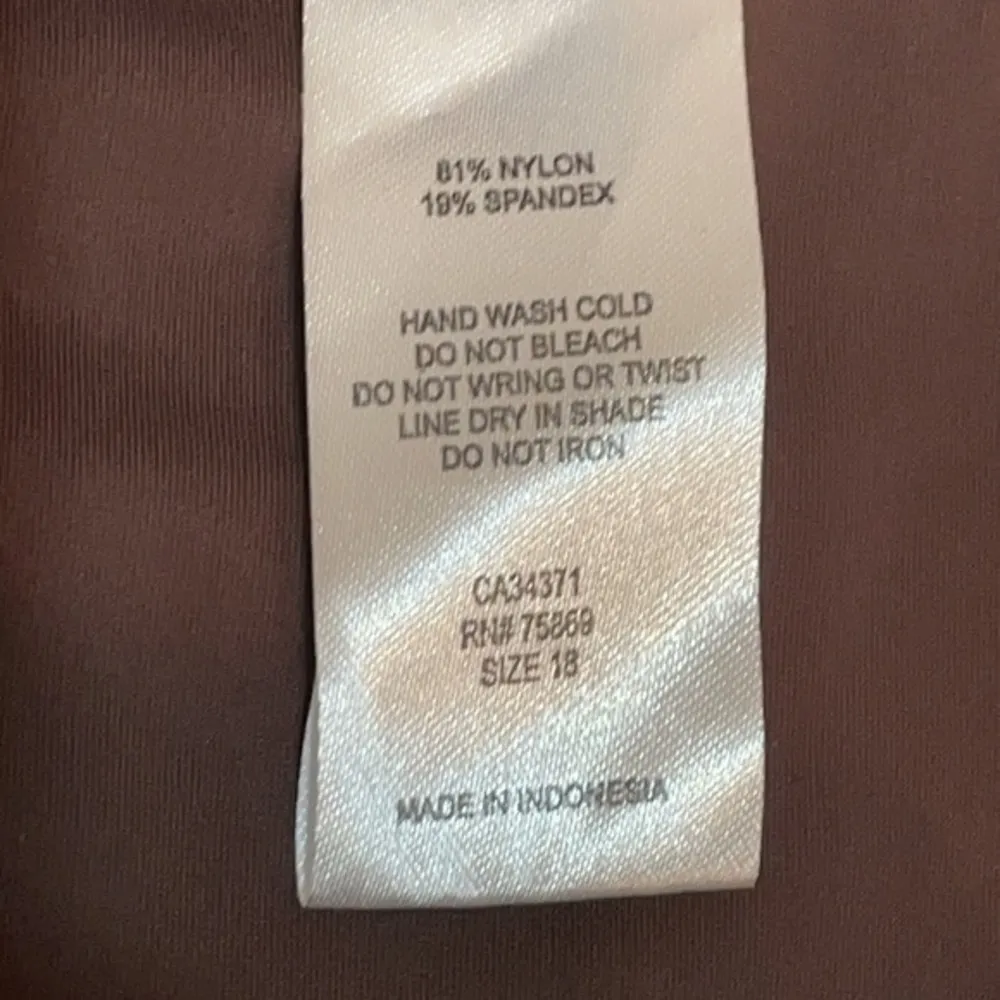 81% NYLON
19% SPANDEX
HAND WASH COLD
DO NOT BLEACH
DO NOT WRING OR TWIST
LINE DRY IN SHADE
DO NOT IRON
CA34371
RN# 75869
SIZE 18
MADE IN INDONESIA